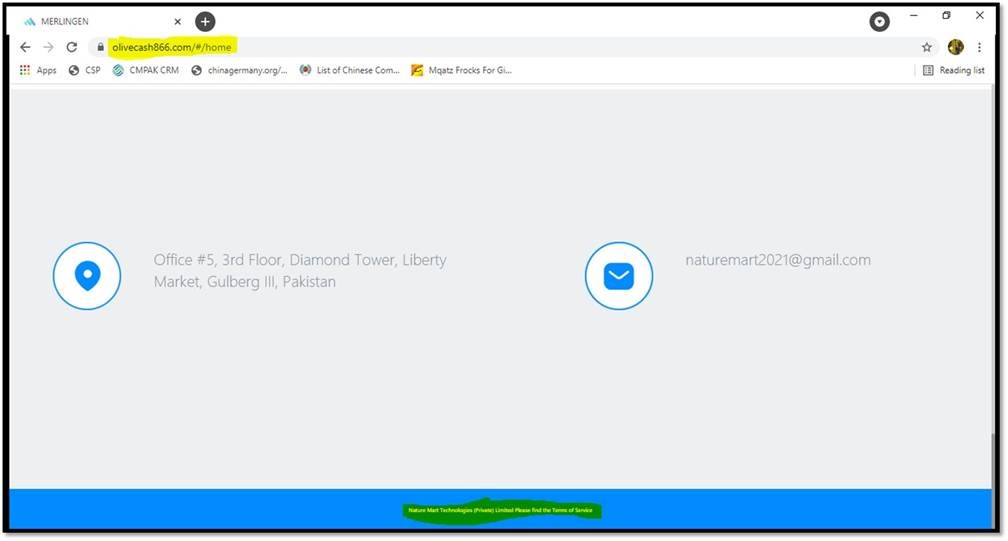 MERLINGEN
olivecash866.com/#/home
Apps CSP CMPAK CRM chinagermany.org/... List of Chinese Com... Mqatz Frocks For Gi... Reading list
Office #5, 3rd Floor, Diamond Tower, Liberty
Market, Gulberg III, Pakistan
naturemart2021@gmail.com
Nature Mart Technologies (Private) Limited Please find the Terms of Service